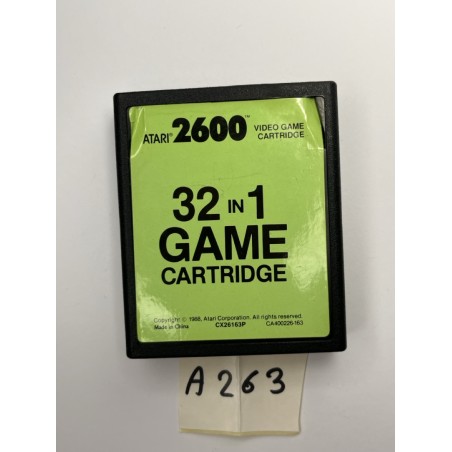 ATARI® 2600™ VIDEO GAME CARTRIDGE
32 IN 1
GAME
CARTRIDGE
Copyright © 1988, Atari Corporation. All rights reserved.
Made in China CX26163P CA400226-163
A263